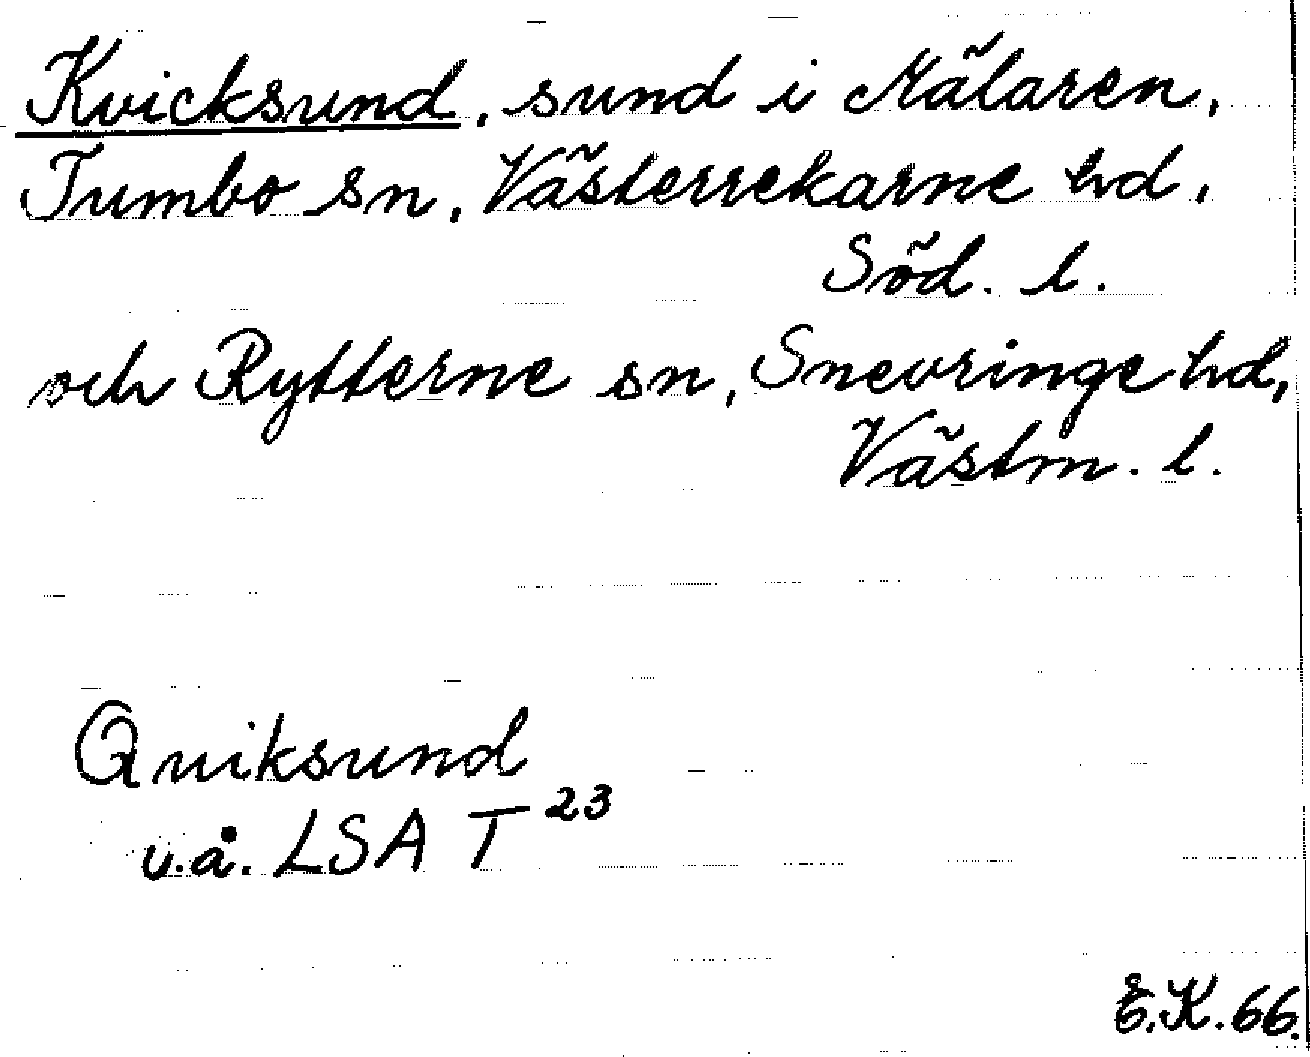 Kvicksund, sund i Mälaren,
Tumbo sn, Västerrekarne hd,
Söd. l.
och Rytterne sn, Snevringe hd,
Västm. l.
Quiksund
u.å. LSA T 23
E.K. 66.